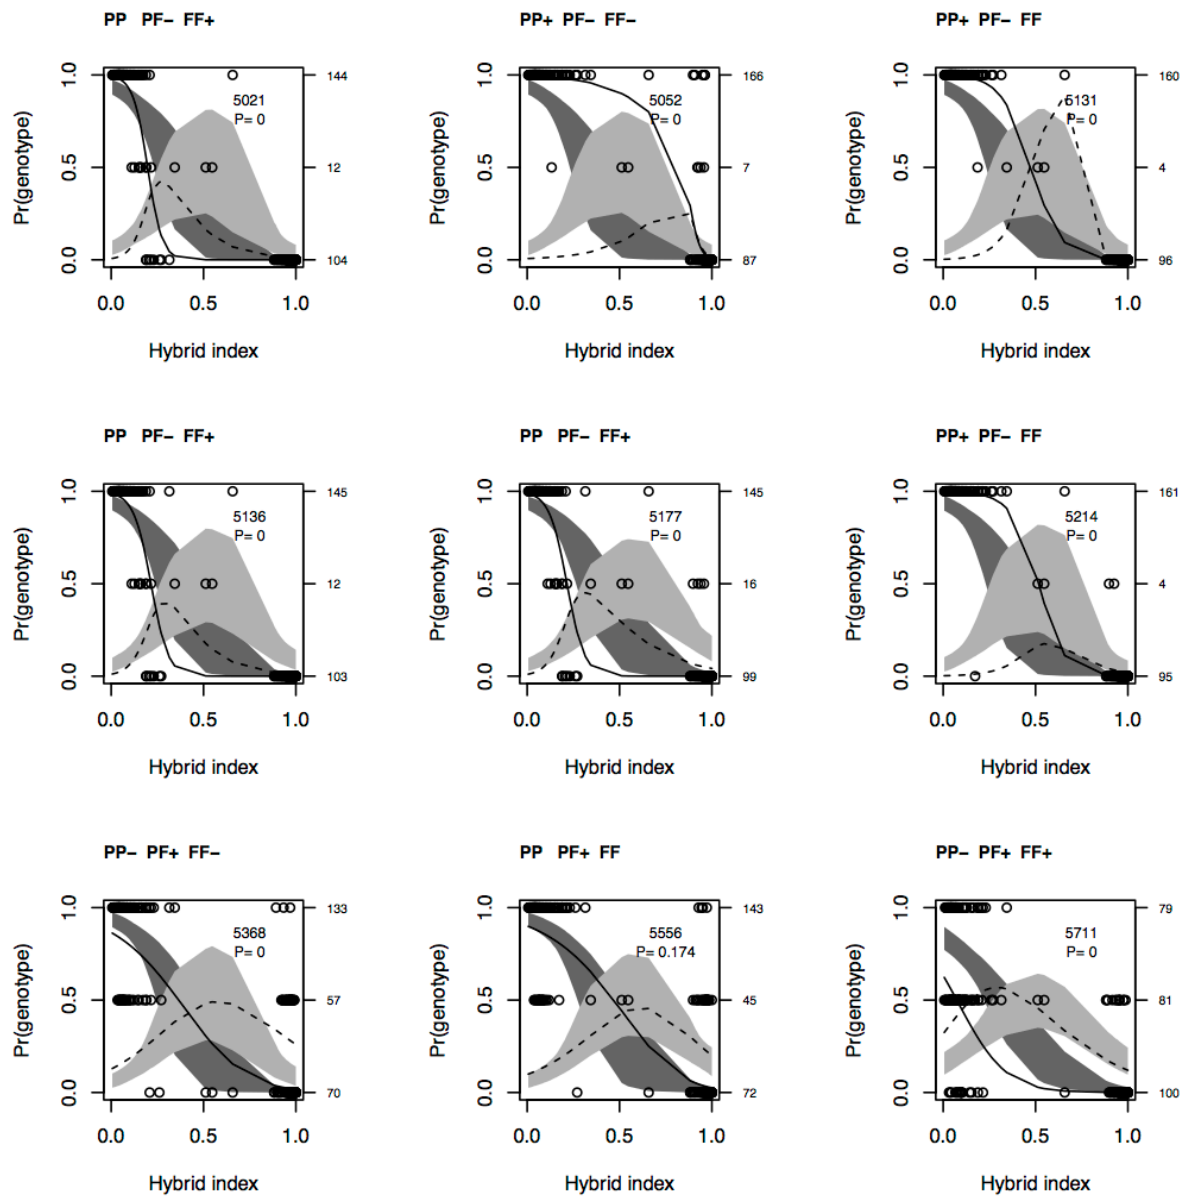 PP PF− FF+
1.0
144
5021
P= 0
Pr(genotype)
0.5
12
0.0
104
0.0 0.5 1.0
Hybrid index
PP+ PF− FF−
1.0
166
5052
P= 0
Pr(genotype)
0.5
7
0.0
87
0.0 0.5 1.0
Hybrid index
PP+ PF− FF
1.0
160
5131
P= 0
Pr(genotype)
0.5
4
0.0
96
0.0 0.5 1.0
Hybrid index
PP PF− FF+
1.0
145
5136
P= 0
Pr(genotype)
0.5
12
0.0
103
0.0 0.5 1.0
Hybrid index
PP PF− FF+
1.0
145
5177
P= 0
Pr(genotype)
0.5
16
0.0
99
0.0 0.5 1.0
Hybrid index
PP+ PF− FF
1.0
161
5214
P= 0
Pr(genotype)
0.5
4
0.0
95
0.0 0.5 1.0
Hybrid index
PP− PF+ FF−
1.0
133
5368
P= 0
Pr(genotype)
0.5
57
0.0
70
0.0 0.5 1.0
Hybrid index
PP PF+ FF
1.0
143
5556
P= 0.174
Pr(genotype)
0.5
45
0.0
72
0.0 0.5 1.0
Hybrid index
PP− PF+ FF+
1.0
79
5711
P= 0
Pr(genotype)
0.5
81
0.0
100
0.0 0.5 1.0
Hybrid index